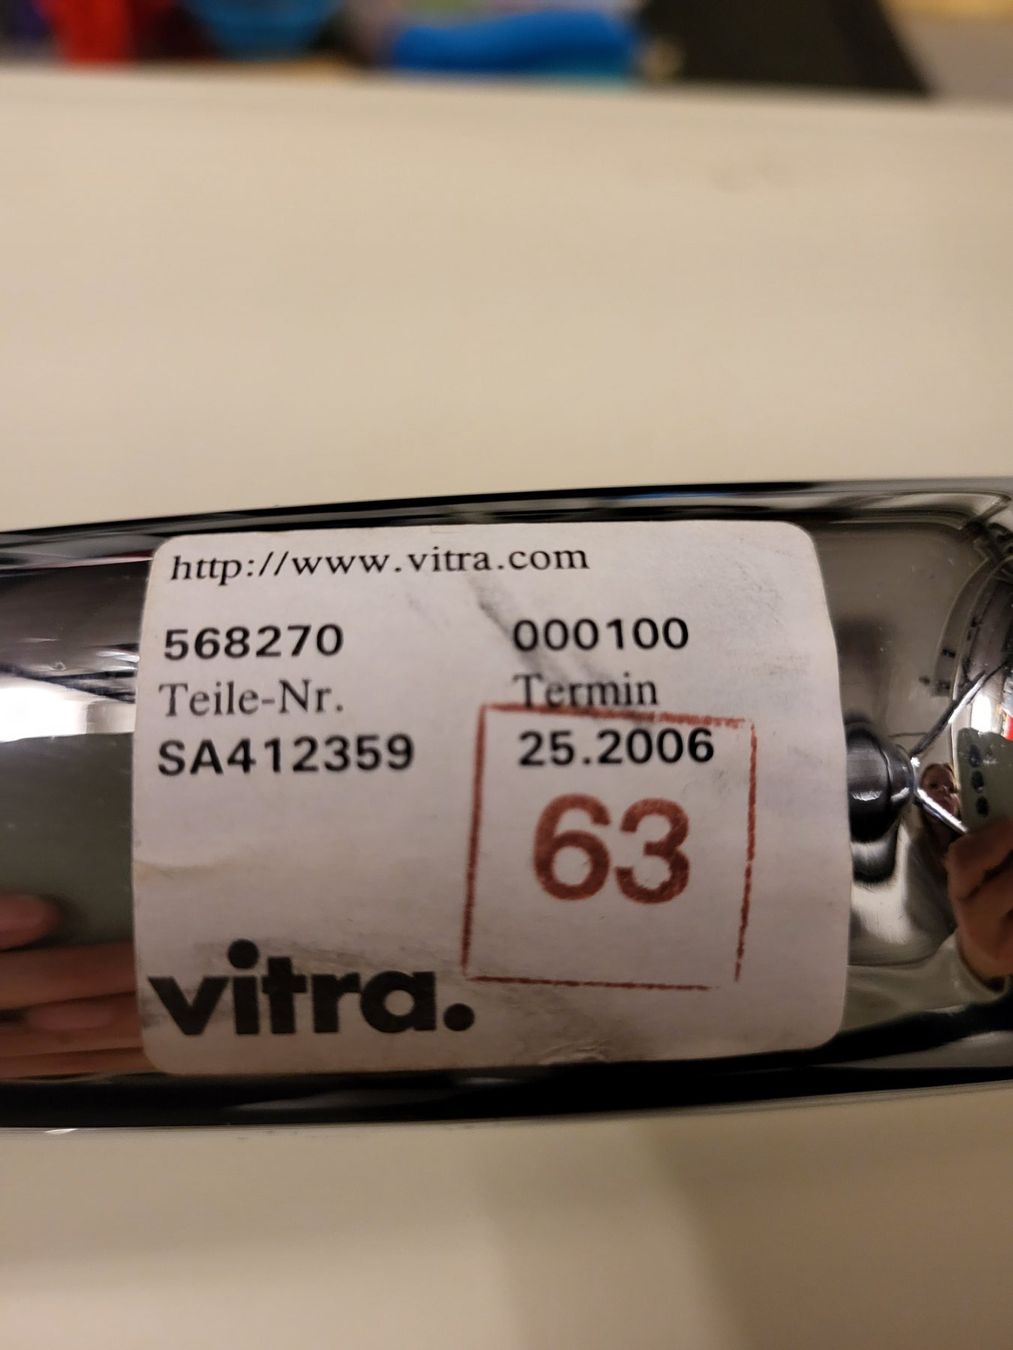 http://www.vitra.com
568270 000100
Teile-Nr. Termin
SA412359 25.2006
63
vitra.